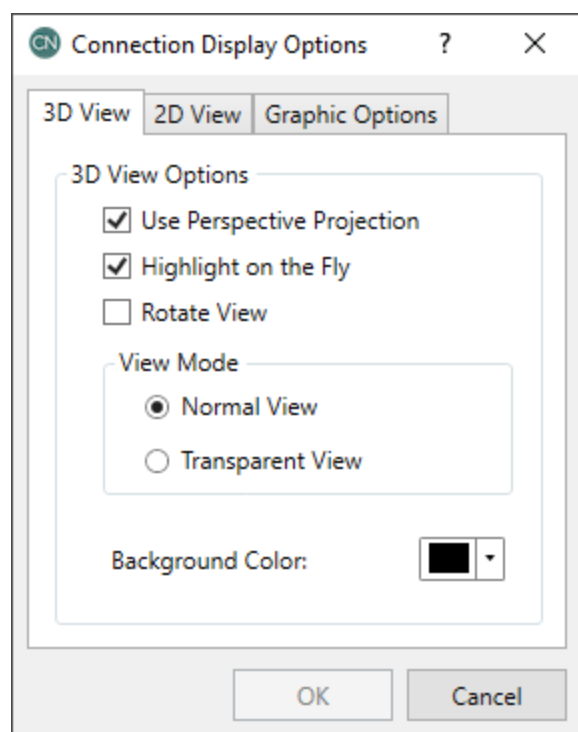 CN Connection Display Options ?
3D View 2D View Graphic Options
3D View Options
Use Perspective Projection
Highlight on the Fly
Rotate View
View Mode
Normal View
Transparent View
Background Color:
OK Cancel